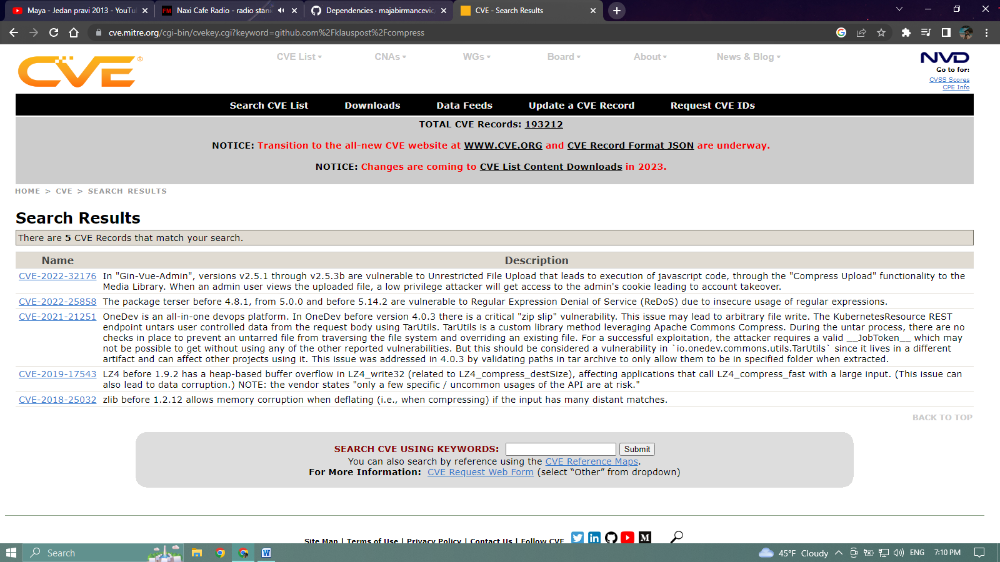 Maya - Jedan pravi 2013 - YouTu
Naxi Cafe Radio - radio stani
Dependencies · majabirmancevic
CVE - Search Results
cve.mitre.org/cgi-bin/cvekey.cgi?keyword=github.com%2Fklauspost%2Fcompress
CVE®
CVE List
CNAs
WGs
Board
About
News & Blog
NVD
Go to for:
CVSS Scores
CPE Info
Search CVE List
Downloads
Data Feeds
Update a CVE Record
Request CVE IDs
TOTAL CVE Records: 193212
NOTICE: Transition to the all-new CVE website at WWW.CVE.ORG and CVE Record Format JSON are underway.
NOTICE: Changes are coming to CVE List Content Downloads in 2023.
HOME > CVE > SEARCH RESULTS
Search Results
There are 5 CVE Records that match your search.
Name Description
CVE-2022-32176 In "Gin-Vue-Admin", versions v2.5.1 through v2.5.3b are vulnerable to Unrestricted File Upload that leads to execution of javascript code, through the "Compress Upload" functionality to the
Media Library. When an admin user views the uploaded file, a low privilege attacker will get access to the admin's cookie leading to account takeover.
CVE-2022-25858 The package terser before 4.8.1, from 5.0.0 and before 5.14.2 are vulnerable to Regular Expression Denial of Service (ReDoS) due to insecure usage of regular expressions.
CVE-2021-21251 OneDev is an all-in-one devops platform. In OneDev before version 4.0.3 there is a critical "zip slip" vulnerability. This issue may lead to arbitrary file write. The KubernetesResource REST
endpoint untars user controlled data from the request body using TarUtils. TarUtils is a custom library method leveraging Apache Commons Compress. During the untar process, there are no
checks in place to prevent an untarred file from traversing the file system and overriding an existing file. For a successful exploitation, the attacker requires a valid __JobToken__ which may
not be possible to get without using any of the other reported vulnerabilities. But this should be considered a vulnerability in `io.onedev.commons.utils.TarUtils` since it lives in a different
artifact and can affect other projects using it. This issue was addressed in 4.0.3 by validating paths in tar archive to only allow them to be in specified folder when extracted.
CVE-2019-17543 LZ4 before 1.9.2 has a heap-based buffer overflow in LZ4_write32 (related to LZ4_compress_destSize), affecting applications that call LZ4_compress_fast with a large input. (This issue can
also lead to data corruption.) NOTE: the vendor states "only a few specific / uncommon usages of the API are at risk."
CVE-2018-25032 zlib before 1.2.12 allows memory corruption when deflating (i.e., when compressing) if the input has many distant matches.
BACK TO TOP
SEARCH CVE USING KEYWORDS: Submit
You can also search by reference using the CVE Reference Maps.
For More Information: CVE Request Web Form (select “Other” from dropdown)
Site Map | Terms of Use | Privacy Policy | Contact Us | Follow CVE
Search
45°F Cloudy
ENG
7:10 PM